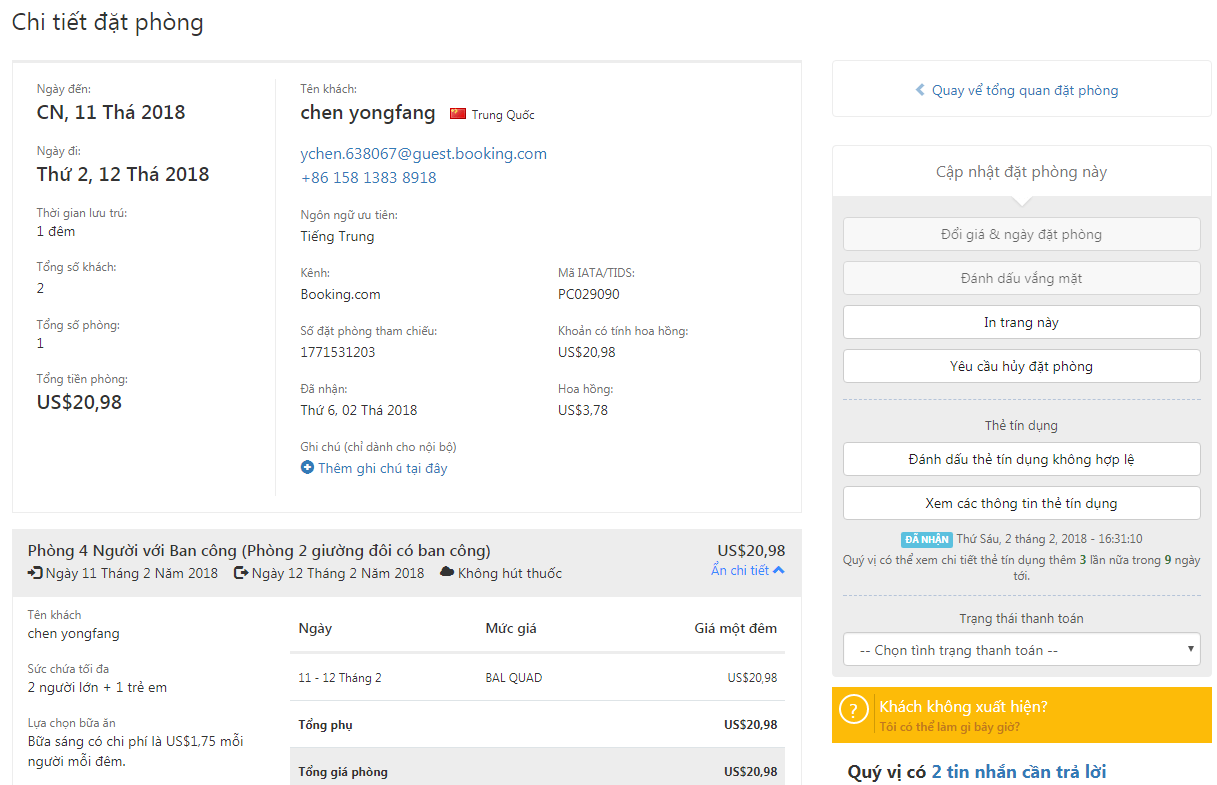 Chi tiết đặt phòng
Ngày đến:
CN, 11 Thá 2018
Ngày đi:
Thứ 2, 12 Thá 2018
Thời gian lưu trú:
1 đêm
Tổng số khách:
2
Tổng số phòng:
1
Tổng tiền phòng:
US$20,98
Tên khách:
chen yongfang Trung Quốc
ychen.638067@guest.booking.com
+86 158 1383 8918
Ngôn ngữ ưu tiên:
Tiếng Trung
Kênh:
Booking.com
Mã IATA/TIDS:
PC029090
Số đặt phòng tham chiếu:
1771531203
Khoản có tính hoa hồng:
US$20,98
Đã nhận:
Thứ 6, 02 Thá 2018
Hoa hồng:
US$3,78
Ghi chú (chỉ dành cho nội bộ)
Thêm ghi chú tại đây
Phòng 4 Người với Ban công (Phòng 2 giường đôi có ban công)
US$20,98
Ngày 11 Tháng 2 Năm 2018 Ngày 12 Tháng 2 Năm 2018 Không hút thuốc
Ẩn chi tiết
Tên khách
chen yongfang
Sức chứa tối đa
2 người lớn + 1 trẻ em
Lựa chọn bữa ăn
Bữa sáng có chi phí là US$1,75 mỗi
người mỗi đêm.
Ngày Mức giá Giá một đêm
11 - 12 Tháng 2 BAL QUAD US$20,98
Tổng phụ US$20,98
Tổng giá phòng US$20,98
Quay về tổng quan đặt phòng
Cập nhật đặt phòng này
Đổi giá & ngày đặt phòng
Đánh dấu vắng mặt
In trang này
Yêu cầu hủy đặt phòng
Thẻ tín dụng
Đánh dấu thẻ tín dụng không hợp lệ
Xem các thông tin thẻ tín dụng
ĐÃ NHẬN Thứ Sáu, 2 tháng 2, 2018 - 16:31:10
Quý vị có thể xem chi tiết thẻ tín dụng thêm 3 lần nữa trong 9 ngày
tới.
Trạng thái thanh toán
-- Chọn tình trạng thanh toán --
? Khách không xuất hiện?
Tôi có thể làm gì bây giờ?
Quý vị có 2 tin nhắn cần trả lời